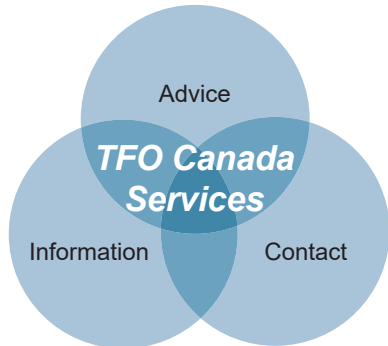 Advice
TFO Canada
Services
Information
Contact